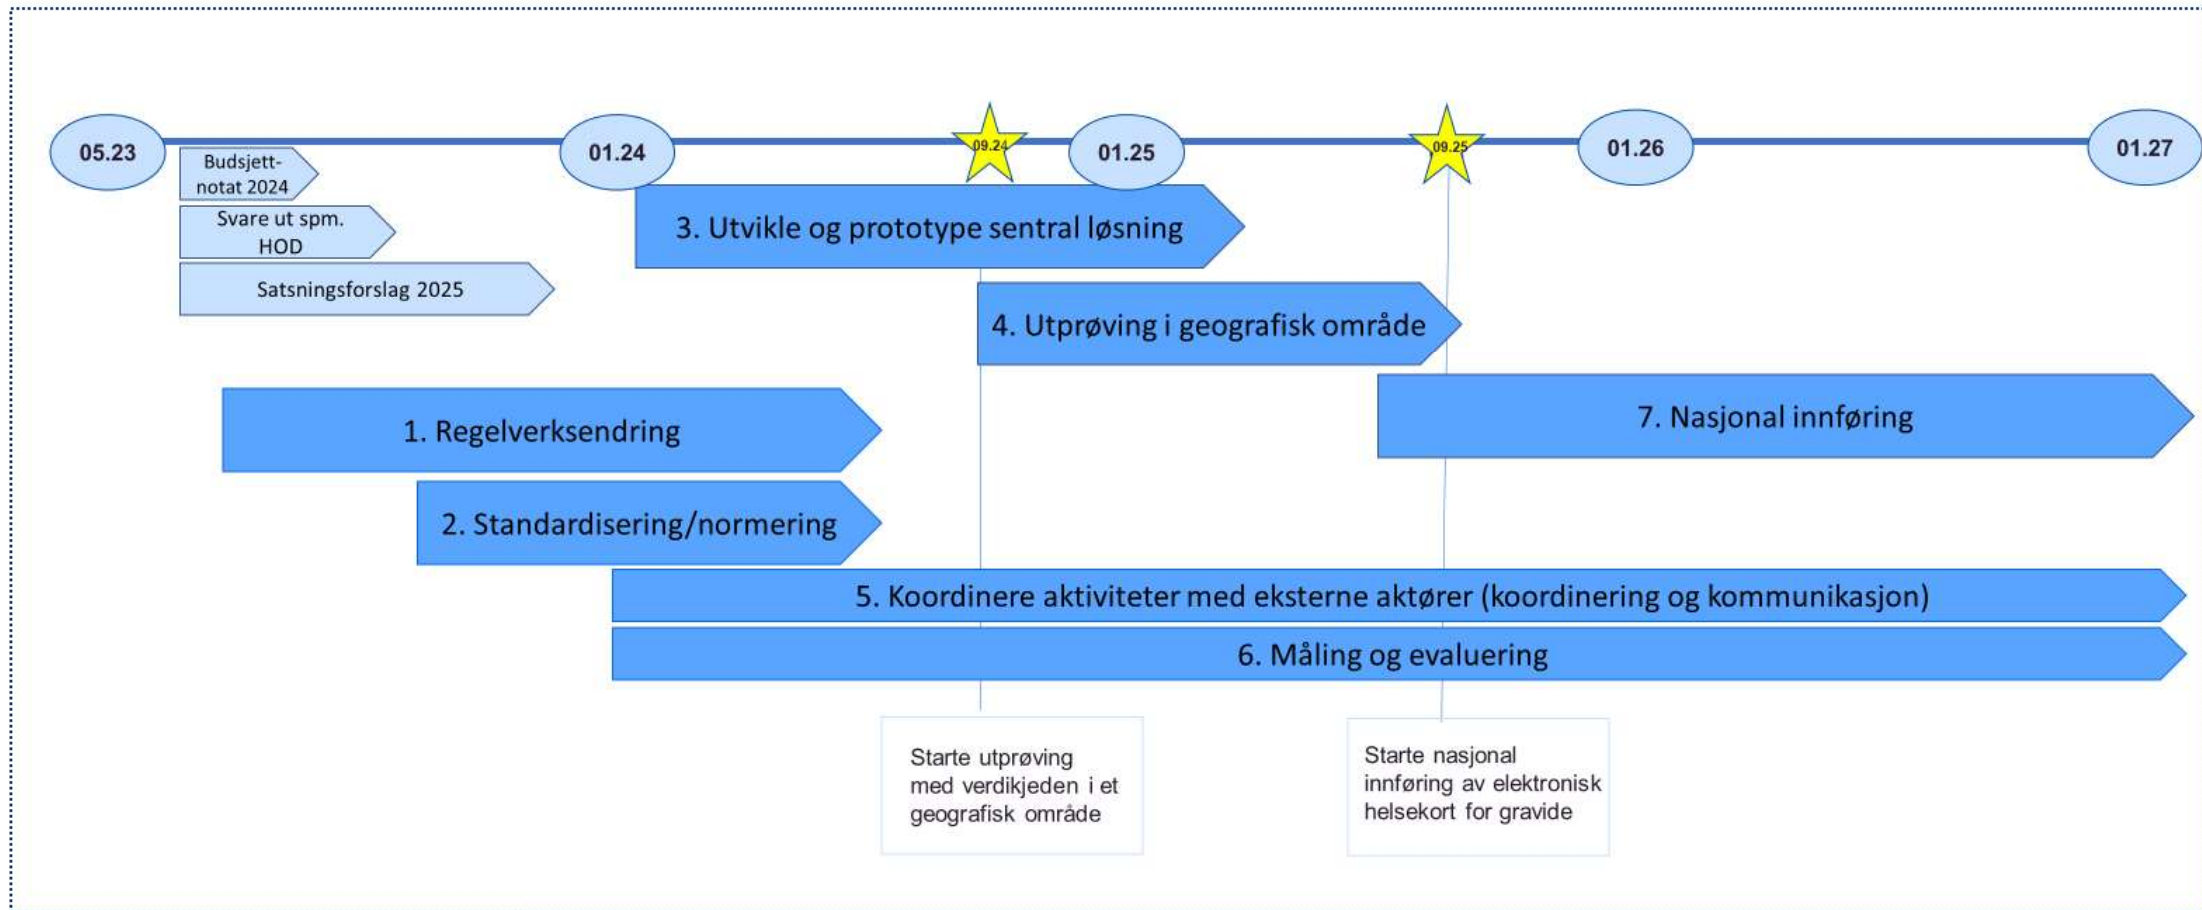 05.23
01.24
09.24
01.25
09.25
01.26
01.27
Budsjett-
notat 2024
Svare ut spm.
HOD
Satsningsforslag 2025
3. Utvikle og prototype sentral løsning
4. Utprøving i geografisk område
7. Nasjonal innføring
1. Regelverksendring
2. Standardisering/normering
5. Koordinere aktiviteter med eksterne aktører (koordinering og kommunikasjon)
6. Måling og evaluering
Starte utprøving
med verdikjeden i et
geografisk område
Starte nasjonal
innføring av elektronisk
helsekort for gravide